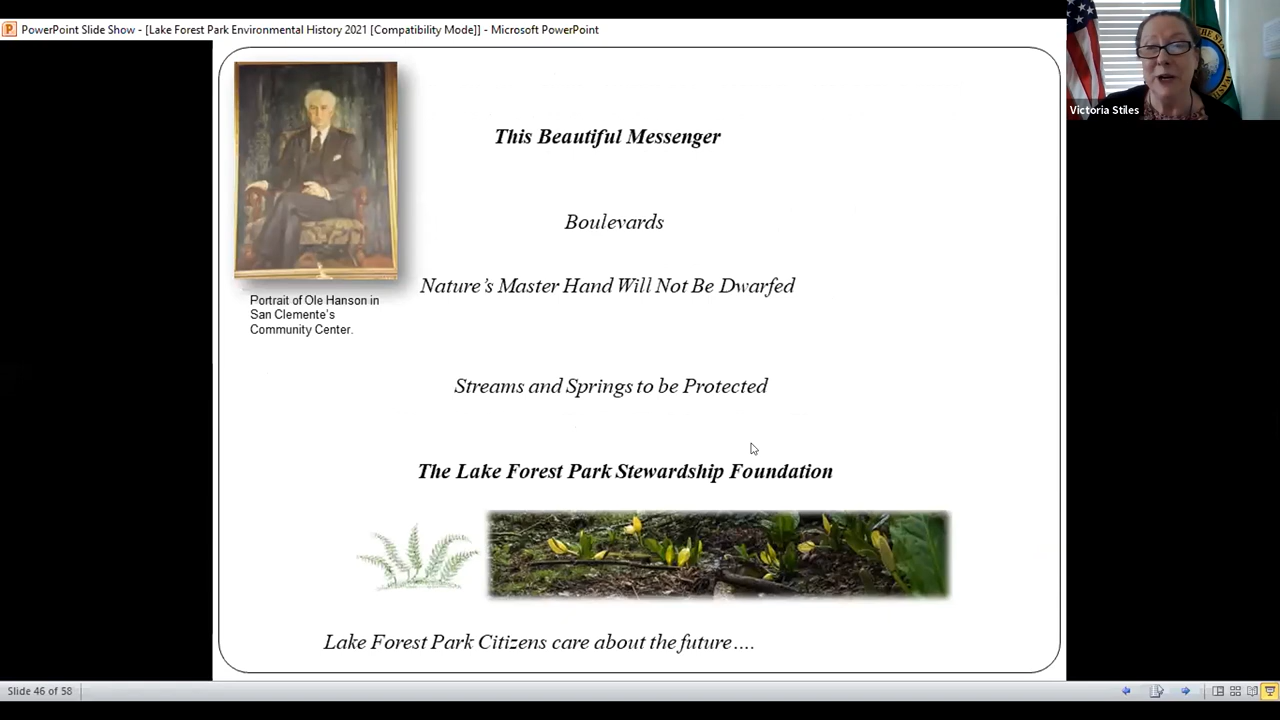 PowerPoint Slide Show - [Lake Forest Park Environmental History 2021 [Compatibility Mode]] - Microsoft PowerPoint
Victoria Stiles
This Beautiful Messenger
Boulevards
Nature's Master Hand Will Not Be Dwarfed
Portrait of Ole Hanson in
San Clemente's
Community Center.
Streams and Springs to be Protected
The Lake Forest Park Stewardship Foundation
Lake Forest Park Citizens care about the future....
Slide 46 of 58